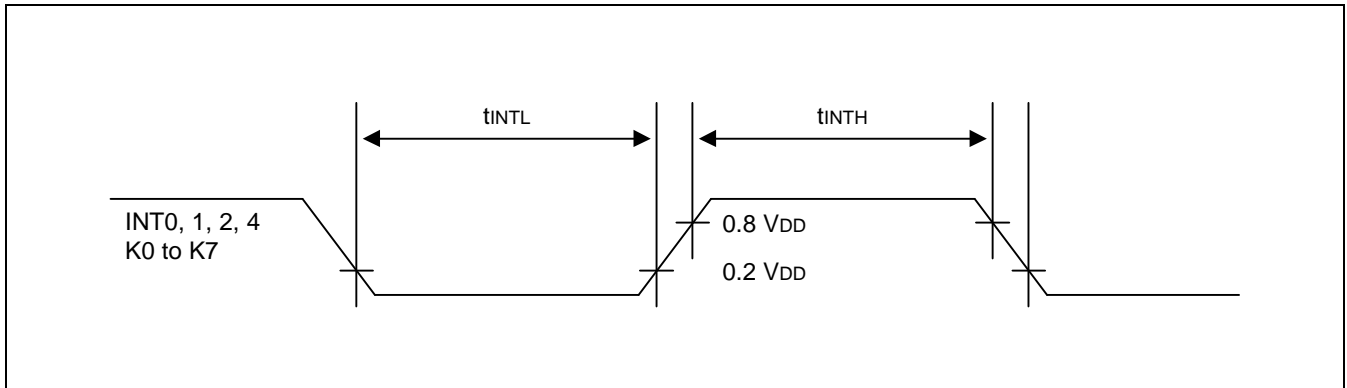 tINTL
tINTH
INT0, 1, 2, 4
K0 to K7
0.8 VDD
0.2 VDD